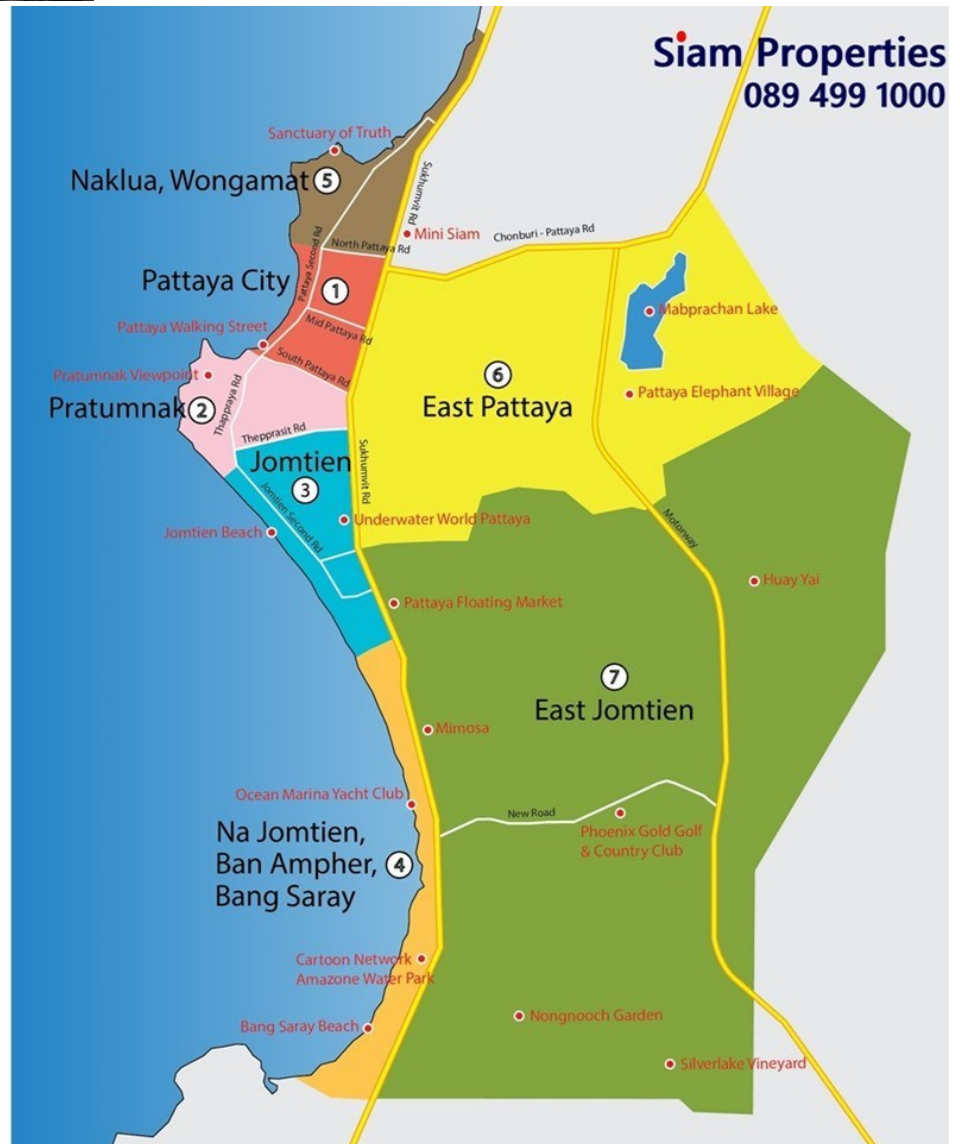 Siam Properties
089 499 1000
Sanctuary of Truth
Naklua, Wongamat 5
Sukhumvit Rd
Mini Siam
Chonburi - Pattaya Rd
North Pattaya Rd
Pattaya Second Rd
Pattaya City
1
Mabprachan Lake
Mid Pattaya Rd
Pattaya Walking Street
South Pattaya Rd
Pratumnak Viewpoint
6
East Pattaya
Pattaya Elephant Village
Pratumnak 2
Thappraya Rd
Thepprasit Rd
Jomtien
3
Sukhumvit Rd
Jomtien Second Rd
Underwater World Pattaya
Jomtien Beach
Motorway
Huay Yai
Pattaya Floating Market
7
East Jomtien
Mimosa
Ocean Marina Yacht Club
New Road
Phoenix Gold Golf
& Country Club
Na Jomtien,
Ban Ampher, 4
Bang Saray
Cartoon Network
Amazone Water Park
Nongnooch Garden
Bang Saray Beach
Silverlake Vineyard